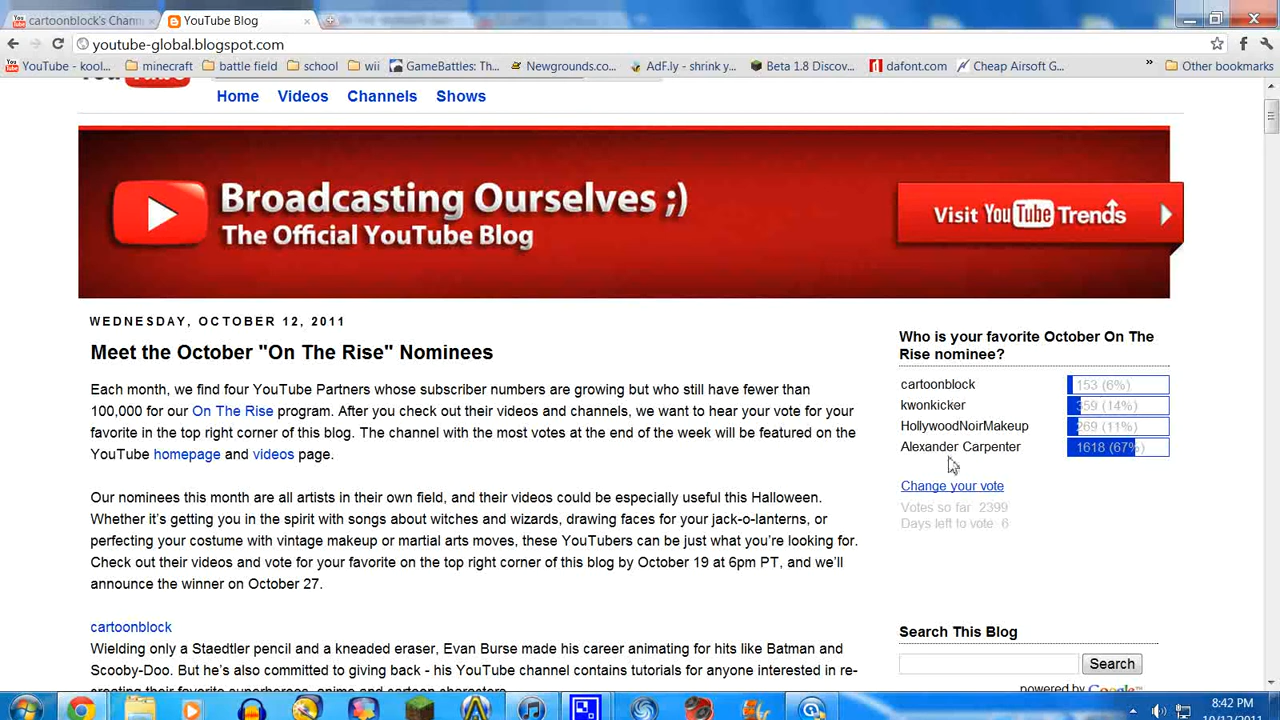 cartoonblock's Chann
YouTube Blog
youtube-global.blogspot.com
YouTube - kool...
minecraft
battle field
school
wii
GameBattles: Th...
Newgrounds.co...
AdF.ly - shrink y...
Beta 1.8 Discov...
dafont.com
Cheap Airsoft G...
»
Other bookmarks
Home Videos Channels Shows
Broadcasting Ourselves ;)
The Official YouTube Blog
Visit YouTube Trends
WEDNESDAY, OCTOBER 12, 2011
Meet the October "On The Rise" Nominees
Each month, we find four YouTube Partners whose subscriber numbers are growing but who still have fewer than
100,000 for our On The Rise program. After you check out their videos and channels, we want to hear your vote for your
favorite in the top right corner of this blog. The channel with the most votes at the end of the week will be featured on the
YouTube homepage and videos page.
Our nominees this month are all artists in their own field, and their videos could be especially useful this Halloween.
Whether it's getting you in the spirit with songs about witches and wizards, drawing faces for your jack-o-lanterns, or
perfecting your costume with vintage makeup or martial arts moves, these YouTubers can be just what you're looking for.
Check out their videos and vote for your favorite on the top right corner of this blog by October 19 at 6pm PT, and we'll
announce the winner on October 27.
cartoonblock
Wielding only a Staedtler pencil and a kneaded eraser, Evan Burse made his career animating for hits like Batman and
Scooby-Doo. But he's also committed to giving back - his YouTube channel contains tutorials for anyone interested in re-
creating their favorite superheroes, anime and cartoon characters.
Who is your favorite October On The
Rise nominee?
cartoonblock 153 (6%)
kwonkicker 359 (14%)
HollywoodNoirMakeup 269 (11%)
Alexander Carpenter 1618 (67%)
Change your vote
Votes so far 2399
Days left to vote 6
Search This Blog
Search
powered by Google
8:42 PM
10/12/2011